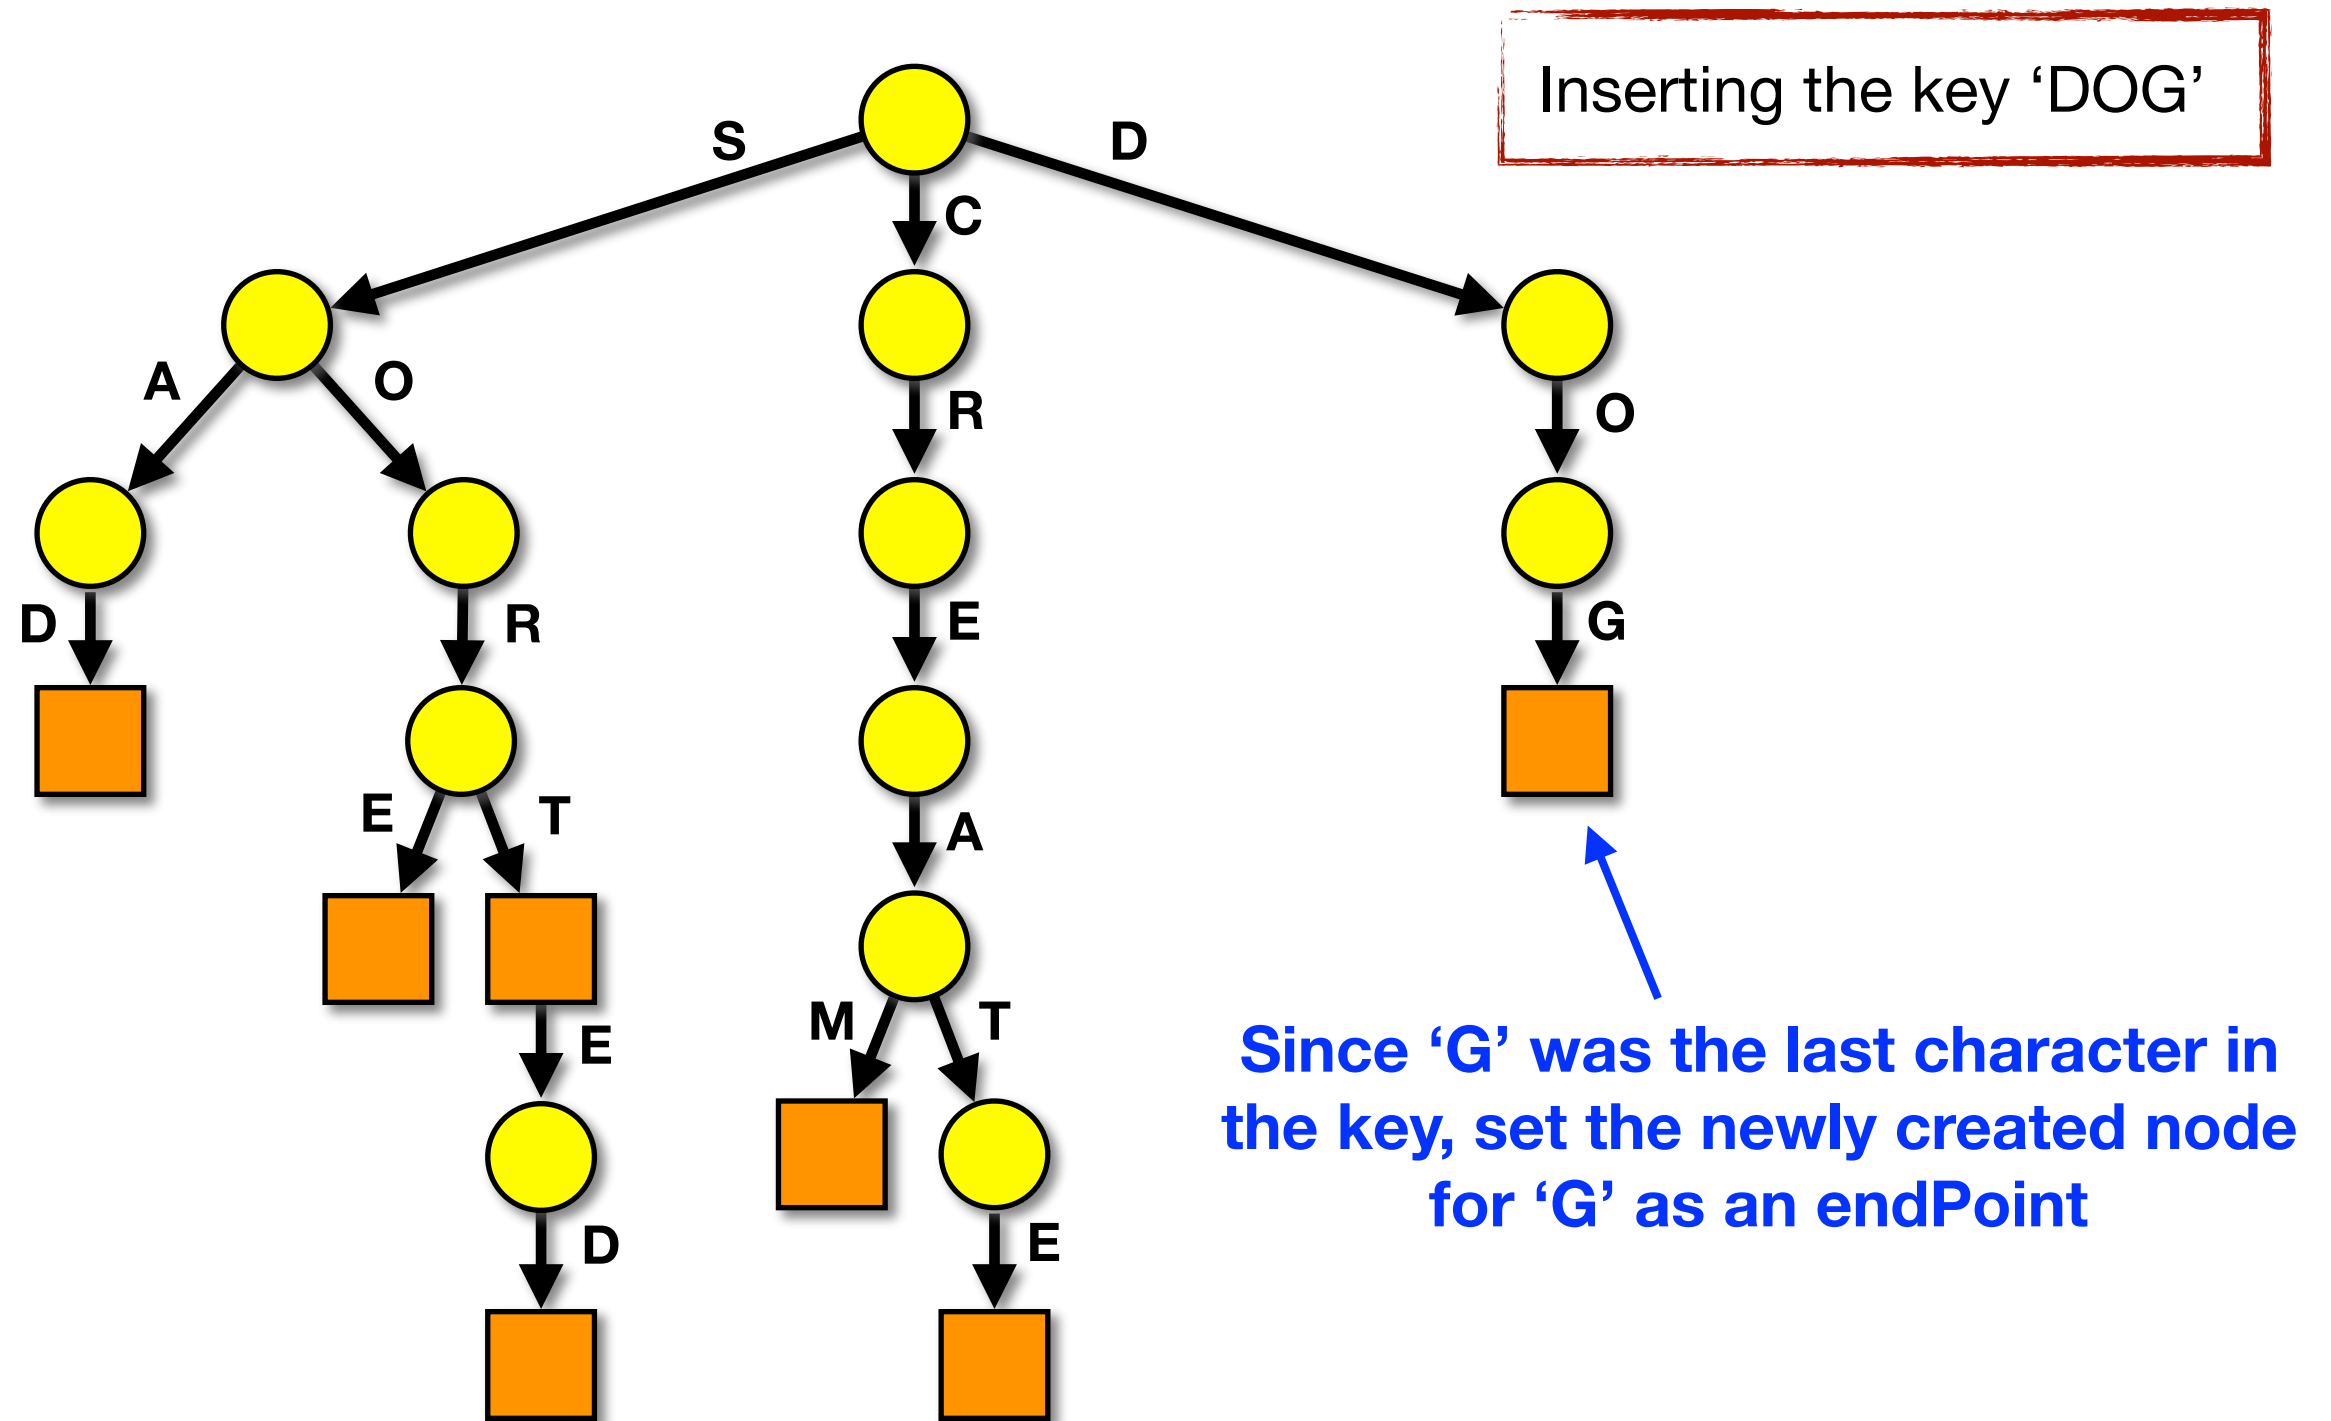 Inserting the key ‘DOG’
S
D
C
A
O
R
O
D
R
E
G
E
T
A
M
T
E
D
E
Since ‘G’ was the last character in
the key, set the newly created node
for ‘G’ as an endPoint